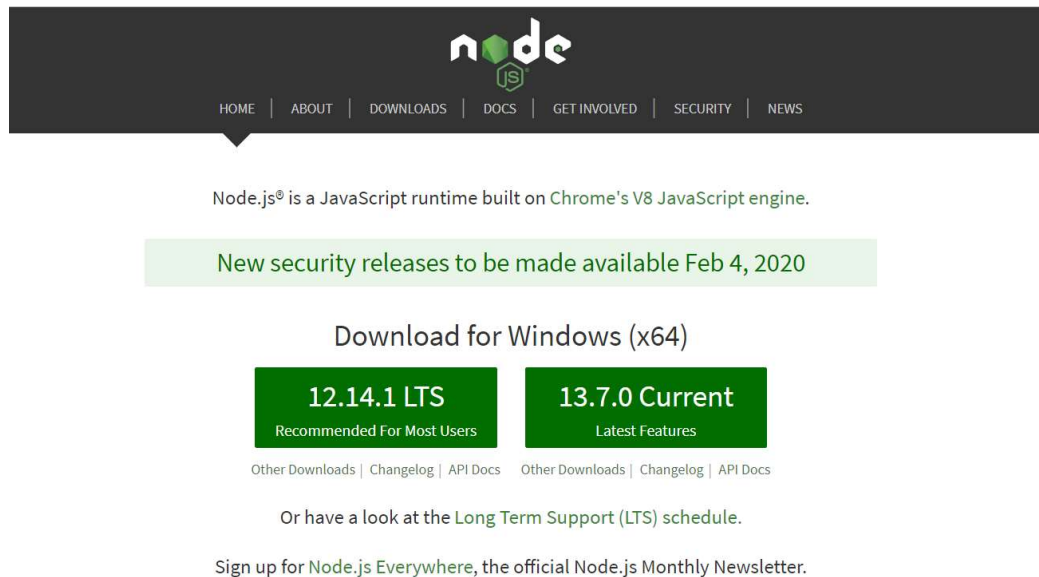 node
JS
HOME | ABOUT | DOWNLOADS | DOCS | GET INVOLVED | SECURITY | NEWS
Node.js® is a JavaScript runtime built on Chrome's V8 JavaScript engine.
New security releases to be made available Feb 4, 2020
Download for Windows (x64)
12.14.1 LTS
Recommended For Most Users
13.7.0 Current
Latest Features
Other Downloads | Changelog | API Docs
Other Downloads | Changelog | API Docs
Or have a look at the Long Term Support (LTS) schedule.
Sign up for Node.js Everywhere, the official Node.js Monthly Newsletter.